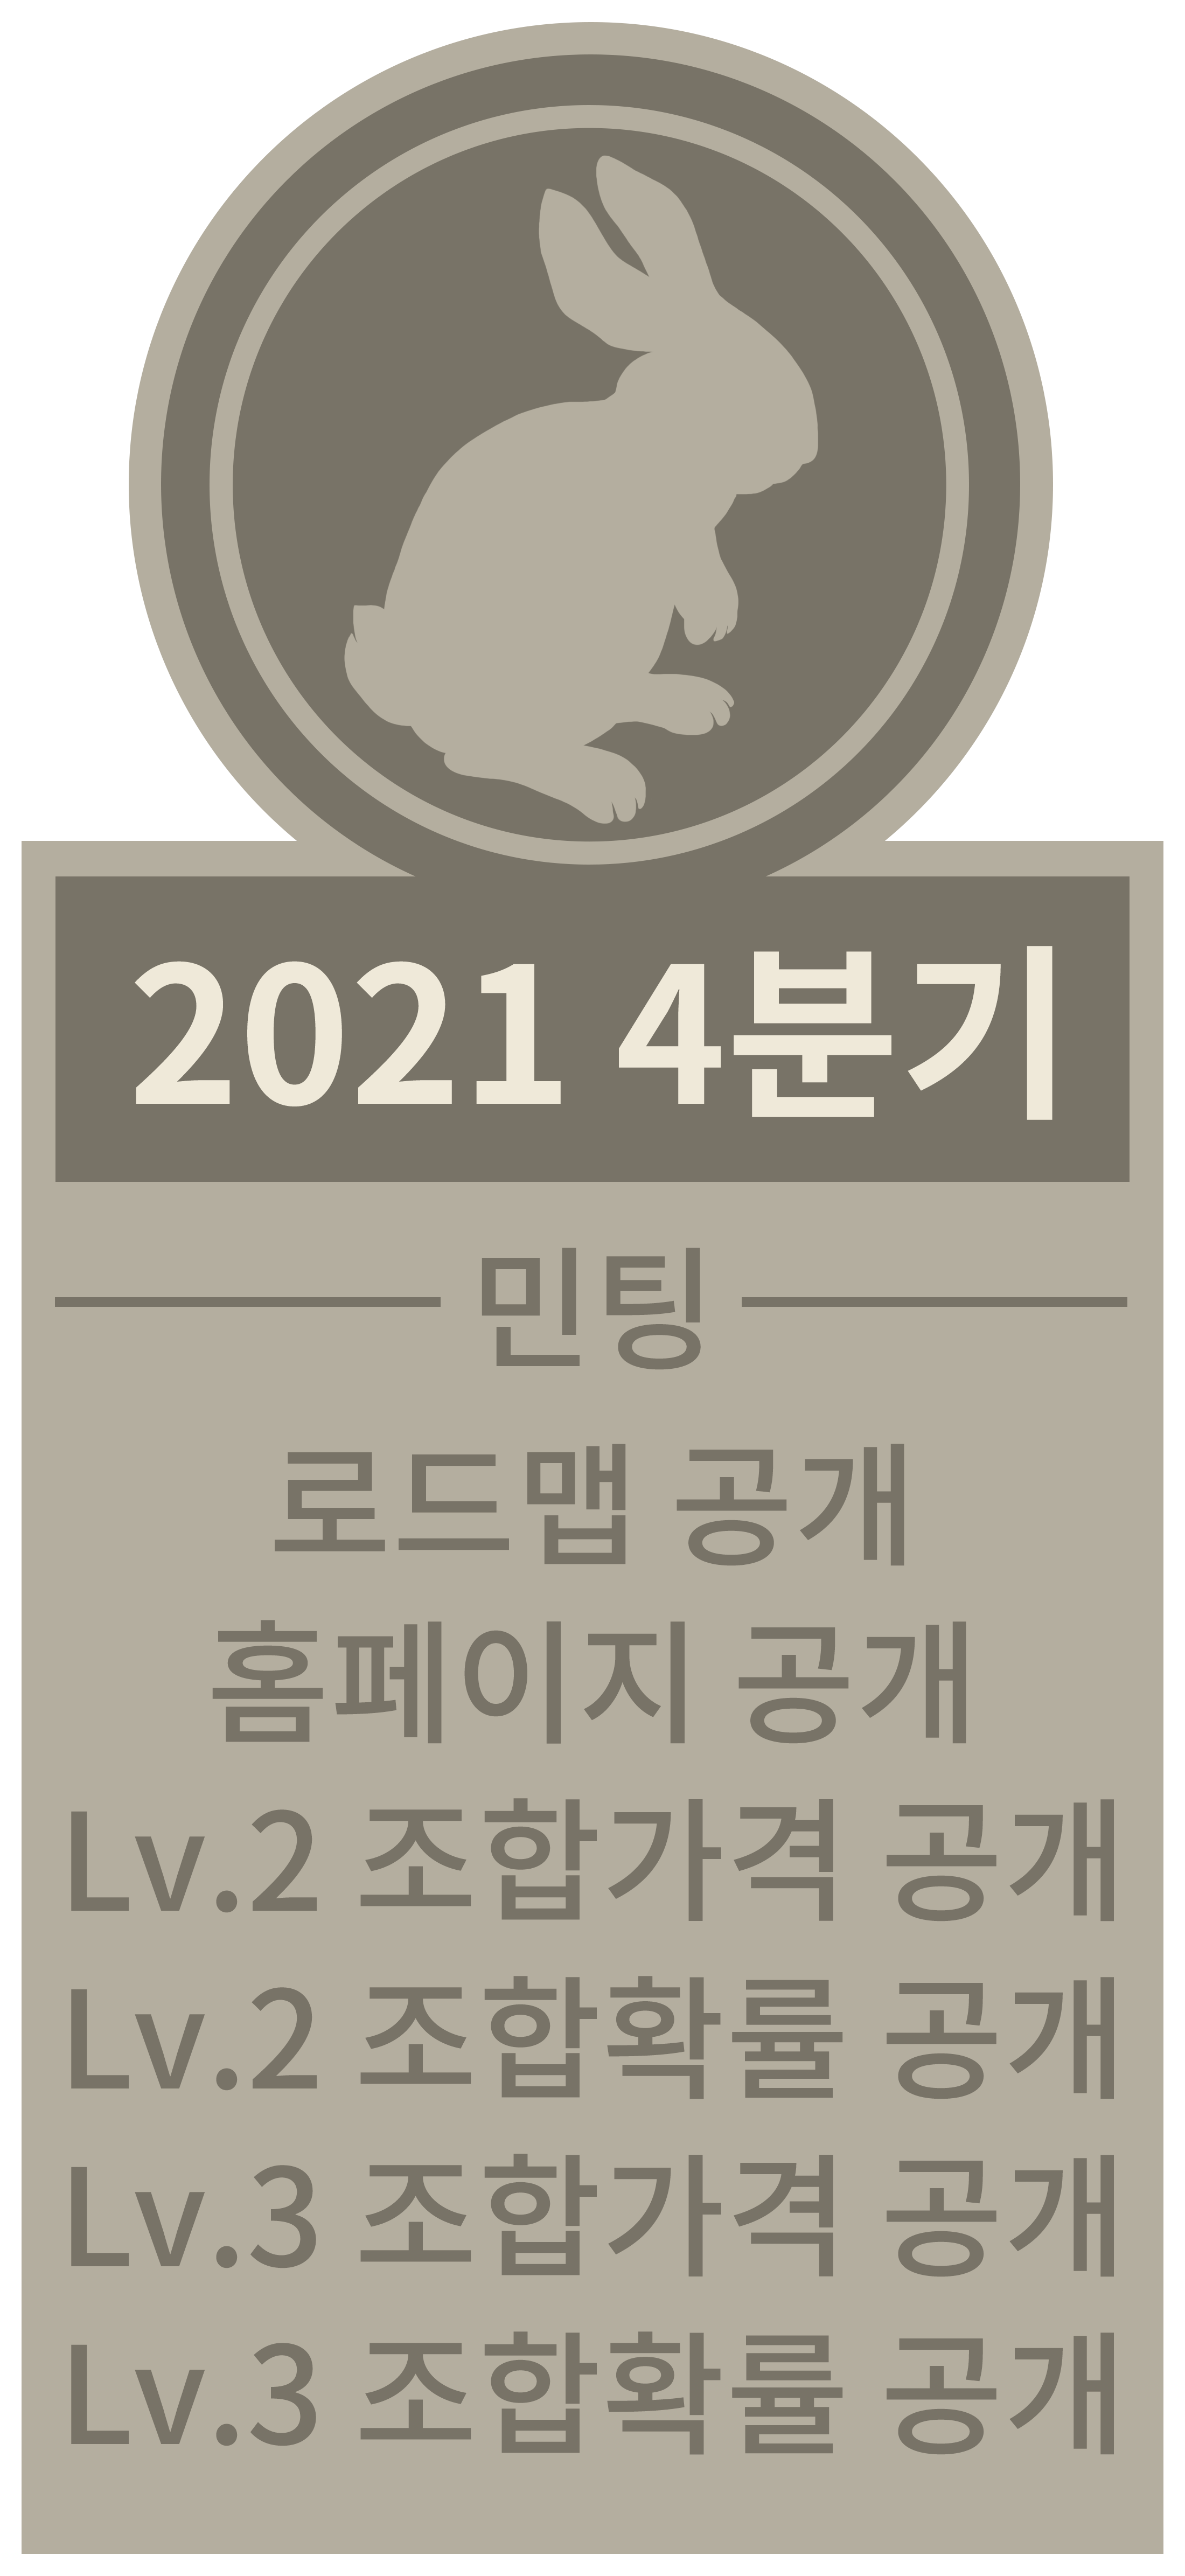 2021 4분기
민팅
로드맵 공개
홈페이지 공개
Lv.2 조합가격 공개
Lv.2 조합확률 공개
Lv.3 조합가격 공개
Lv.3 조합확률 공개